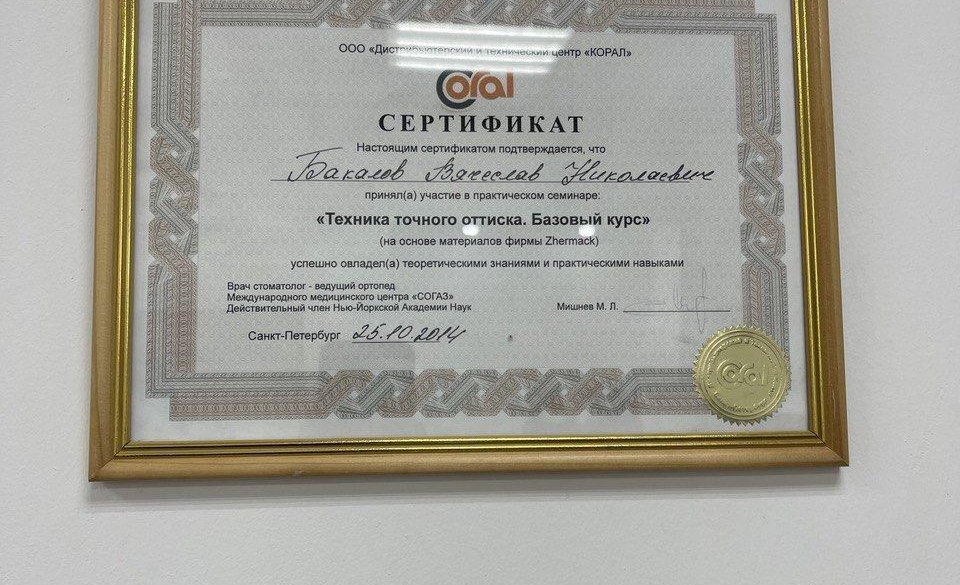 ООО «Дистрибьютерский и технический центр «КОРАЛ»
Coral
СЕРТИФИКАТ
Настоящим сертификатом подтверждается, что
Бакалов Вячеслав Николаевич
принял(а) участие в практическом семинаре:
«Техника точного оттиска. Базовый курс»
(на основе материалов фирмы Zhermack)
успешно овладел(а) теоретическими знаниями и практическими навыками
Врач стоматолог - ведущий ортопед
Международного медицинского центра «СОГАЗ»
Действительный член Нью-Йоркской Академии Наук
Мишнев М. Л.
Санкт-Петербург 25.10.2014
Coral